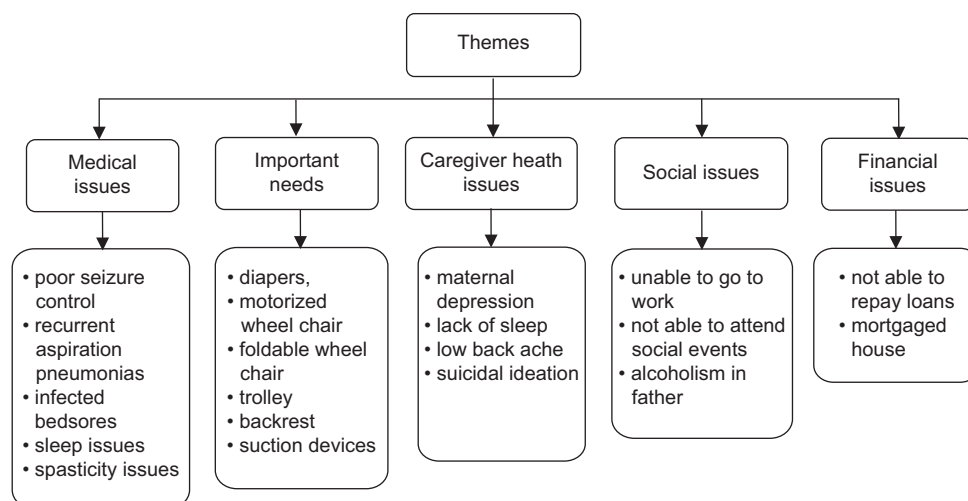 Themes
Medical
issues
Important
needs
Caregiver heath
issues
Social issues
Financial
issues
• poor seizure
control
• recurrent
aspiration
pneumonias
• infected
bedsores
• sleep issues
• spasticity issues
• diapers,
• motorized
wheel chair
• foldable wheel
chair
• trolley
• backrest
• suction devices
• maternal
depression
• lack of sleep
• low back ache
• suicidal ideation
• unable to go to
work
• not able to attend
social events
• alcoholism in
father
• not able to
repay loans
• mortgaged
house